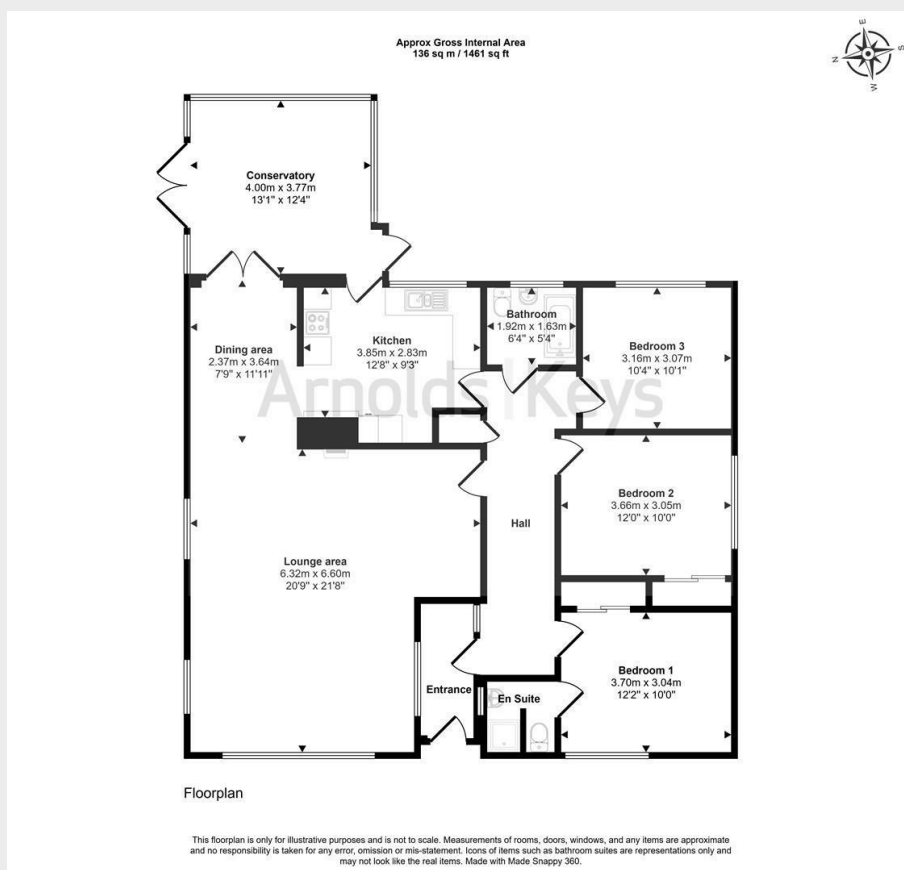 Approx Gross Internal Area
136 sq m / 1461 sq ft
E
N
S
W
Conservatory
4.00m x 3.77m
13'1" x 12'4"
Dining area
2.37m x 3.64m
7'9" x 11'11"
Kitchen
3.85m x 2.83m
12'8" x 9'3"
Bathroom
1.92m x 1.63m
6'4" x 5'4"
Bedroom 3
3.16m x 3.07m
10'4" x 10'1"
Arnolds | Keys
Bedroom 2
3.66m x 3.05m
12'0" x 10'0"
Hall
Lounge area
6.32m x 6.60m
20'9" x 21'8"
Entrance
En Suite
Bedroom 1
3.70m x 3.04m
12'2" x 10'0"
Floorplan
This floorplan is only for illustrative purposes and is not to scale. Measurements of rooms, doors, windows, and any items are approximate
and no responsibility is taken for any error, omission or mis-statement. Icons of items such as bathroom suites are representations only and
may not look like the real items. Made with Made Snappy 360.